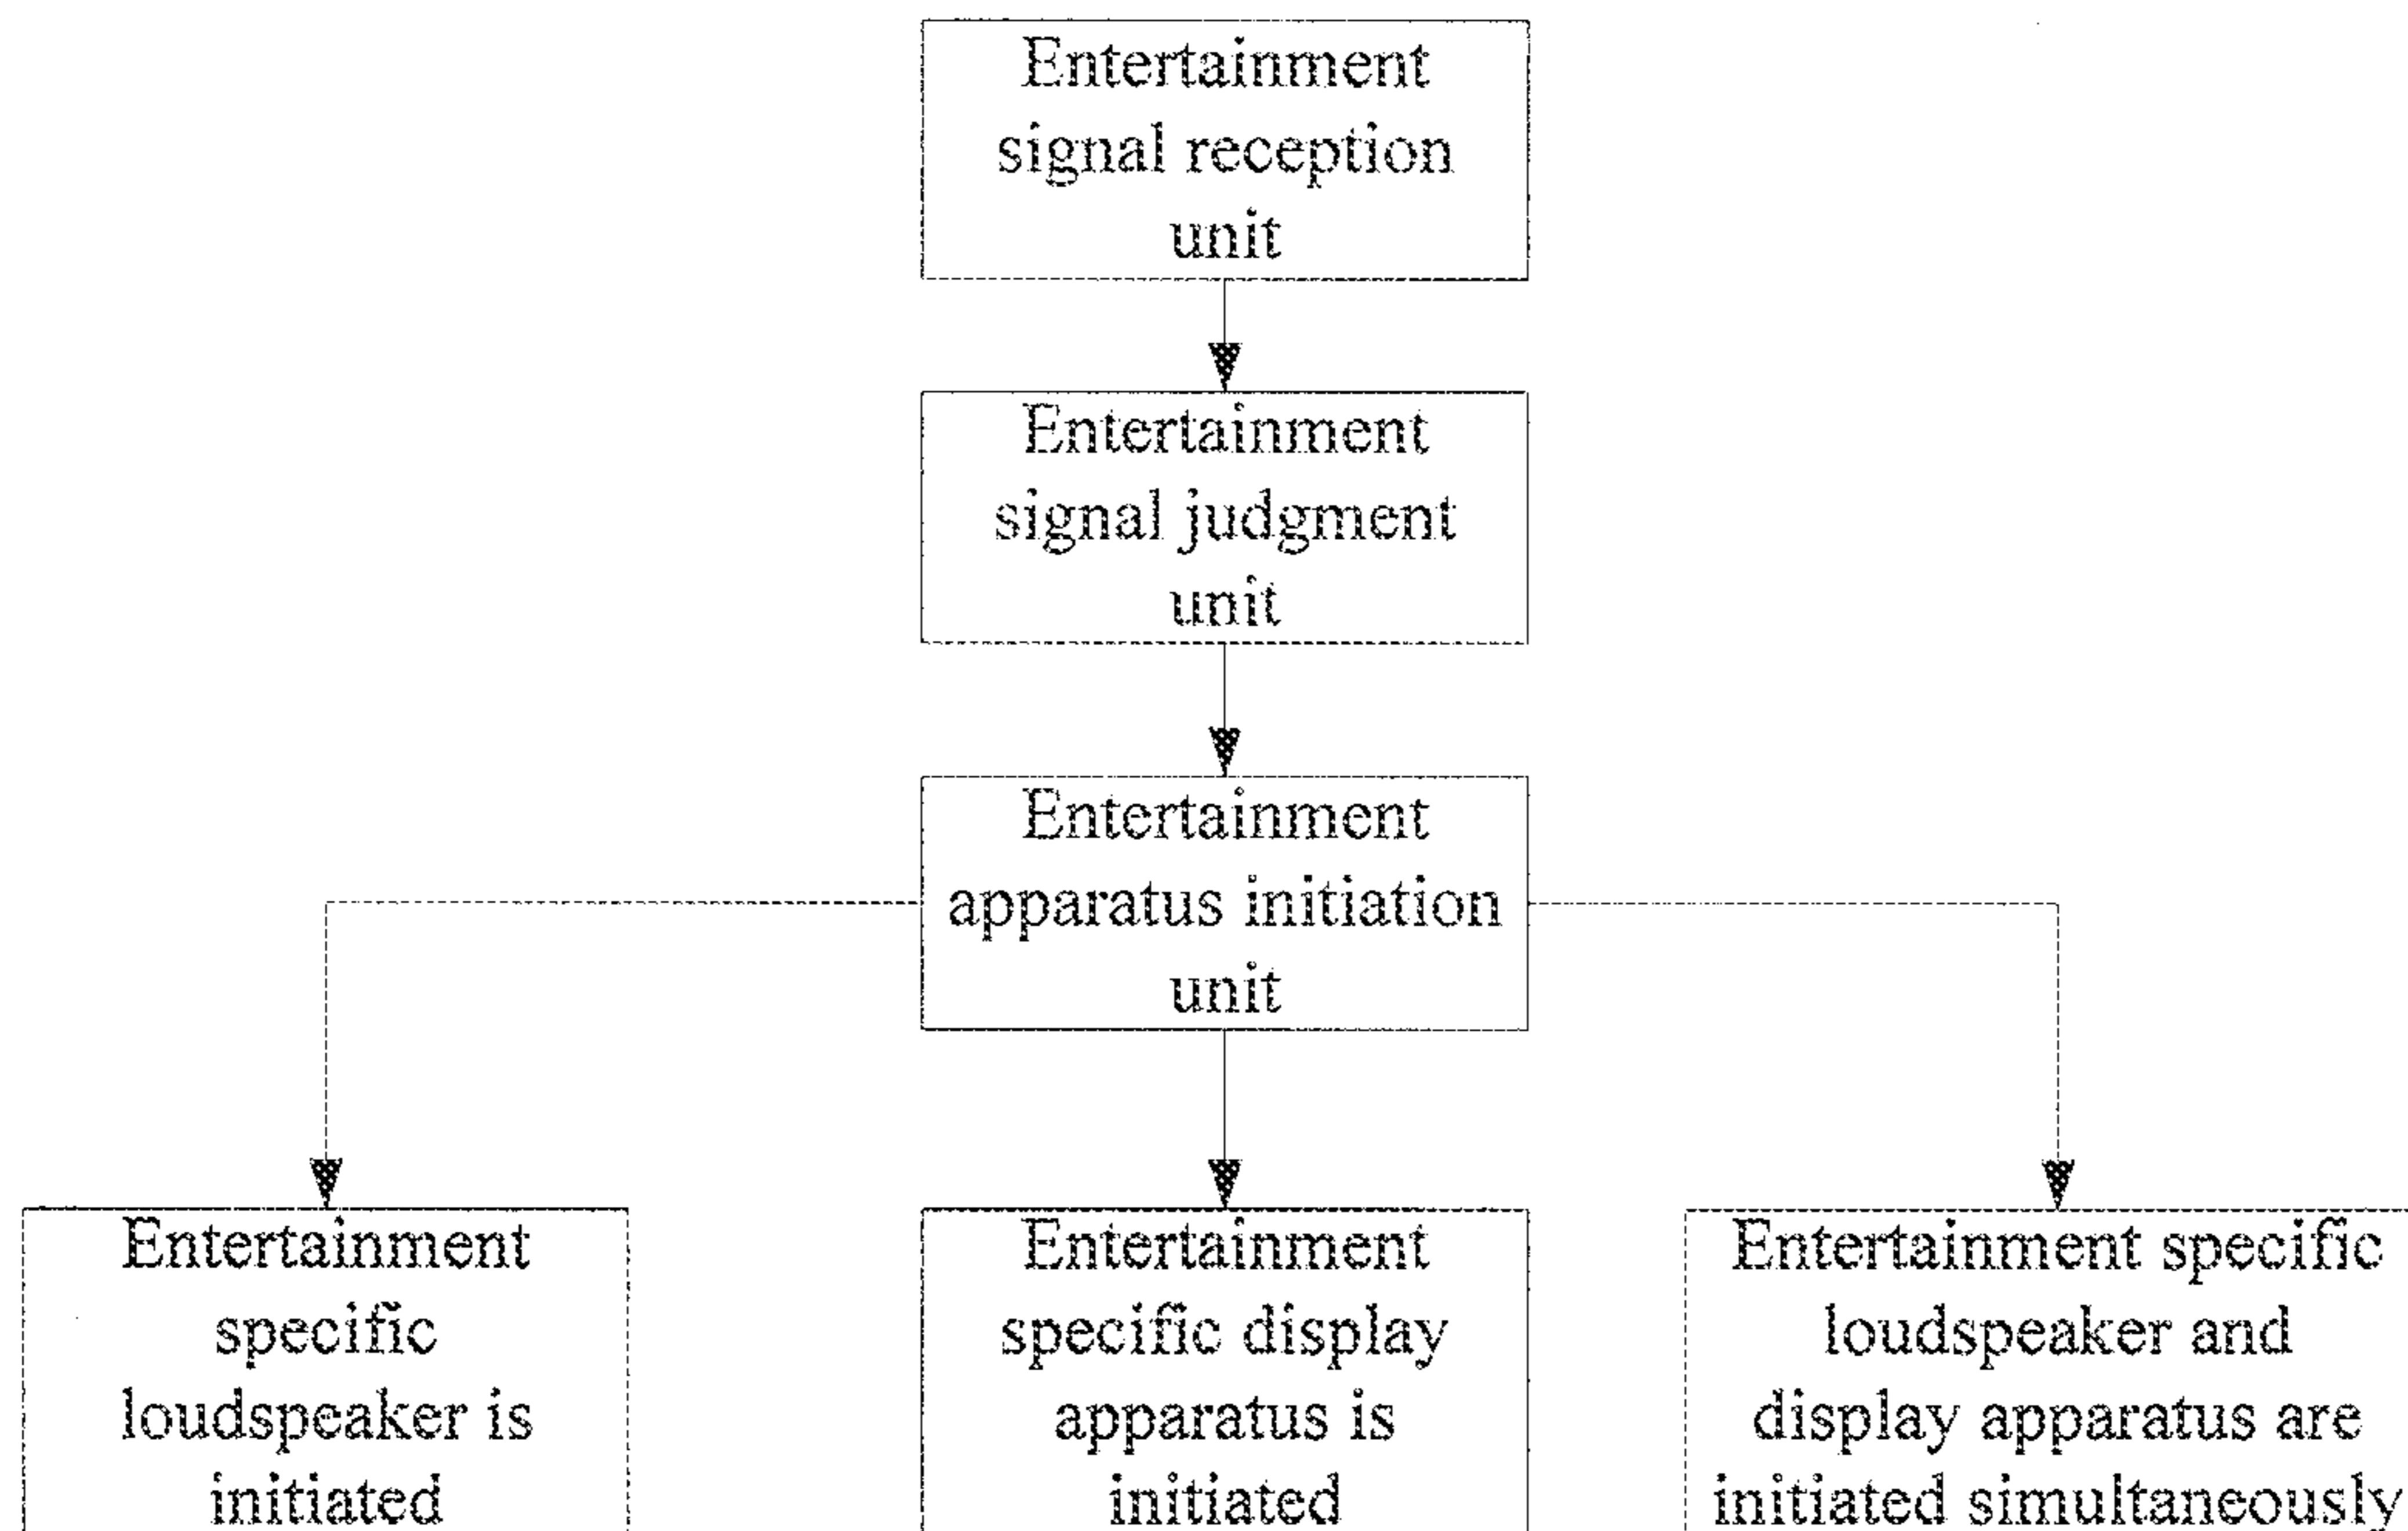 Entertainment
signal reception
unit
Entertainment
signal judgment
unit
Entertainment
apparatus initiation
unit
Entertainment
specific
loudspeaker is
initiated
Entertainment
specific display
apparatus is
initiated
Entertainment specific
loudspeaker and
display apparatus are
initiated simultaneously